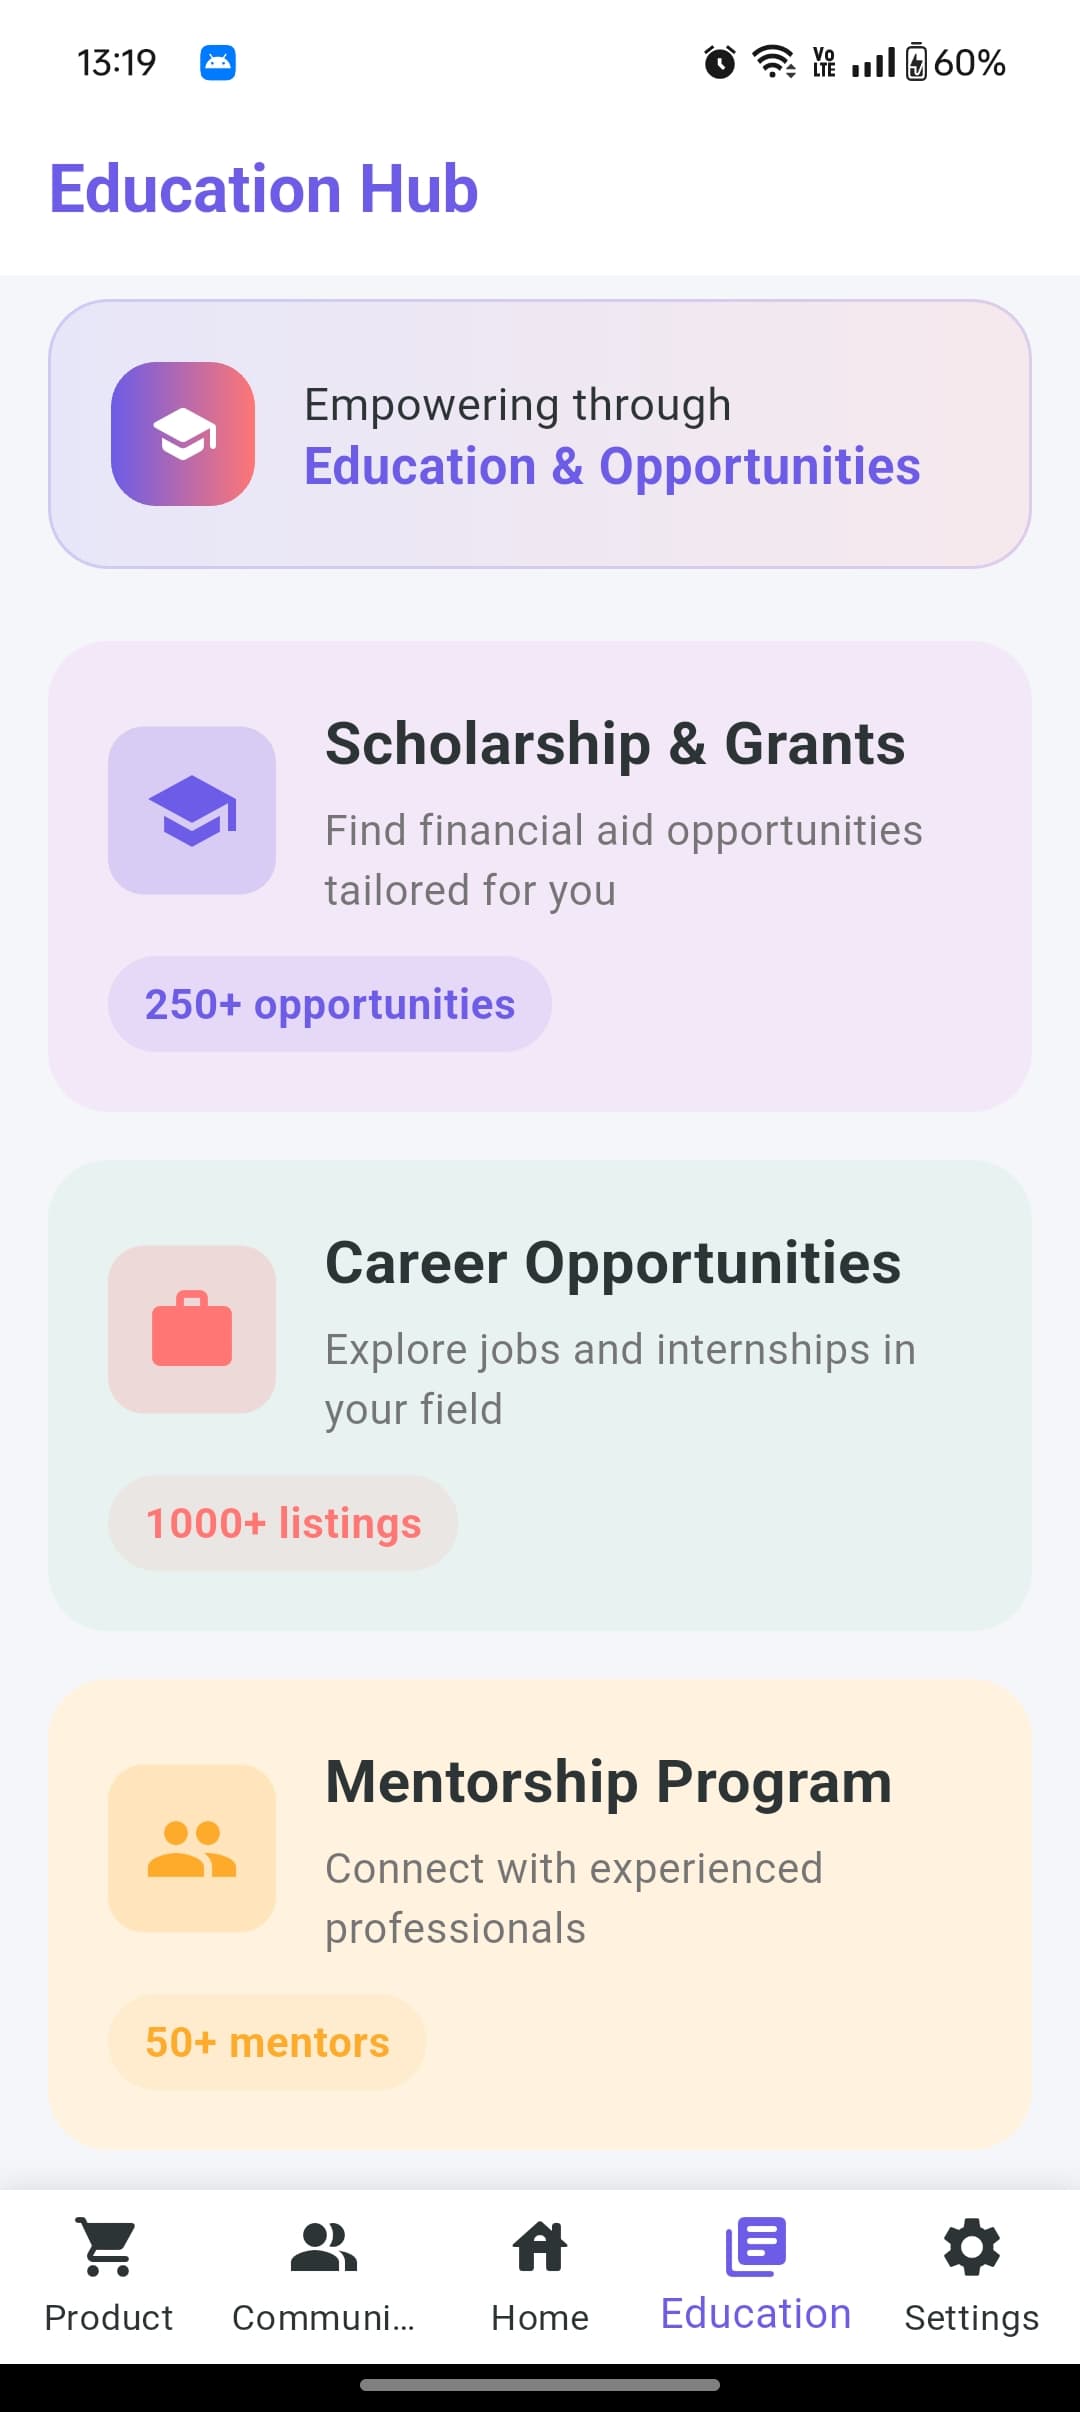 13:19
VO
LTE
60%
Education Hub
Empowering through
Education & Opportunities
Scholarship & Grants
Find financial aid opportunities
tailored for you
250+ opportunities
Career Opportunities
Explore jobs and internships in
your field
1000+ listings
Mentorship Program
Connect with experienced
professionals
50+ mentors
Product
Communi...
Home
Education
Settings